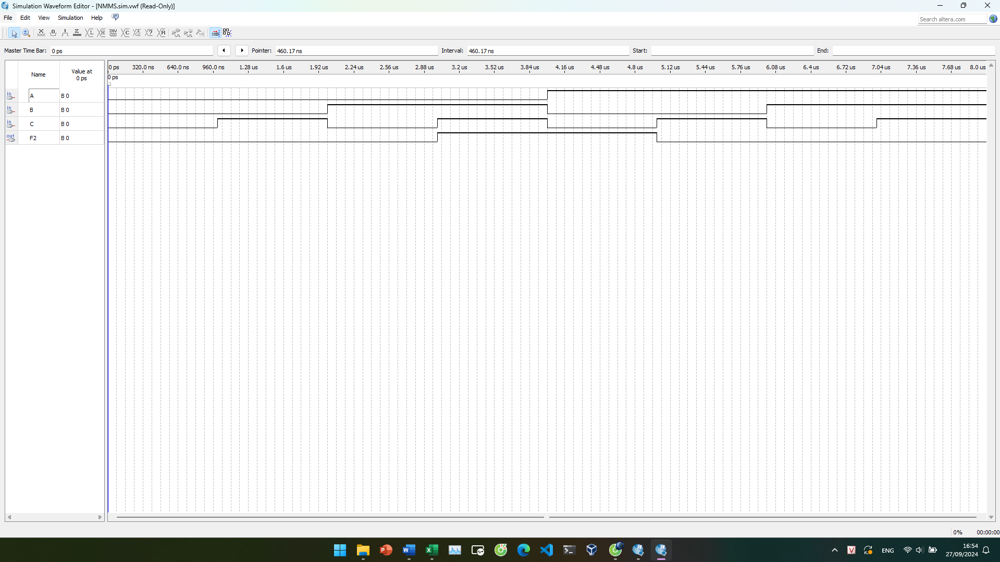 Simulation Waveform Editor - [NMMS.sim.vwf (Read-Only)]
File Edit View Simulation Help
Search altera.com
Master Time Bar: 0 ps Pointer: 460.17 ns Interval: 460.17 ns Start: End:
Name
Value at
0 ps
0 ps 320.0 ns 640.0 ns 960.0 ns 1.28 us 1.6 us 1.92 us 2.24 us 2.56 us 2.88 us 3.2 us 3.52 us 3.84 us 4.16 us 4.48 us 4.8 us 5.12 us 5.44 us 5.76 us 6.08 us 6.4 us 6.72 us 7.04 us 7.36 us 7.68 us 8.0 us
0 ps
in A B 0
in B B 0
in C B 0
out F2 B 0
0% 00:00:00
ENG
16:54
27/09/2024